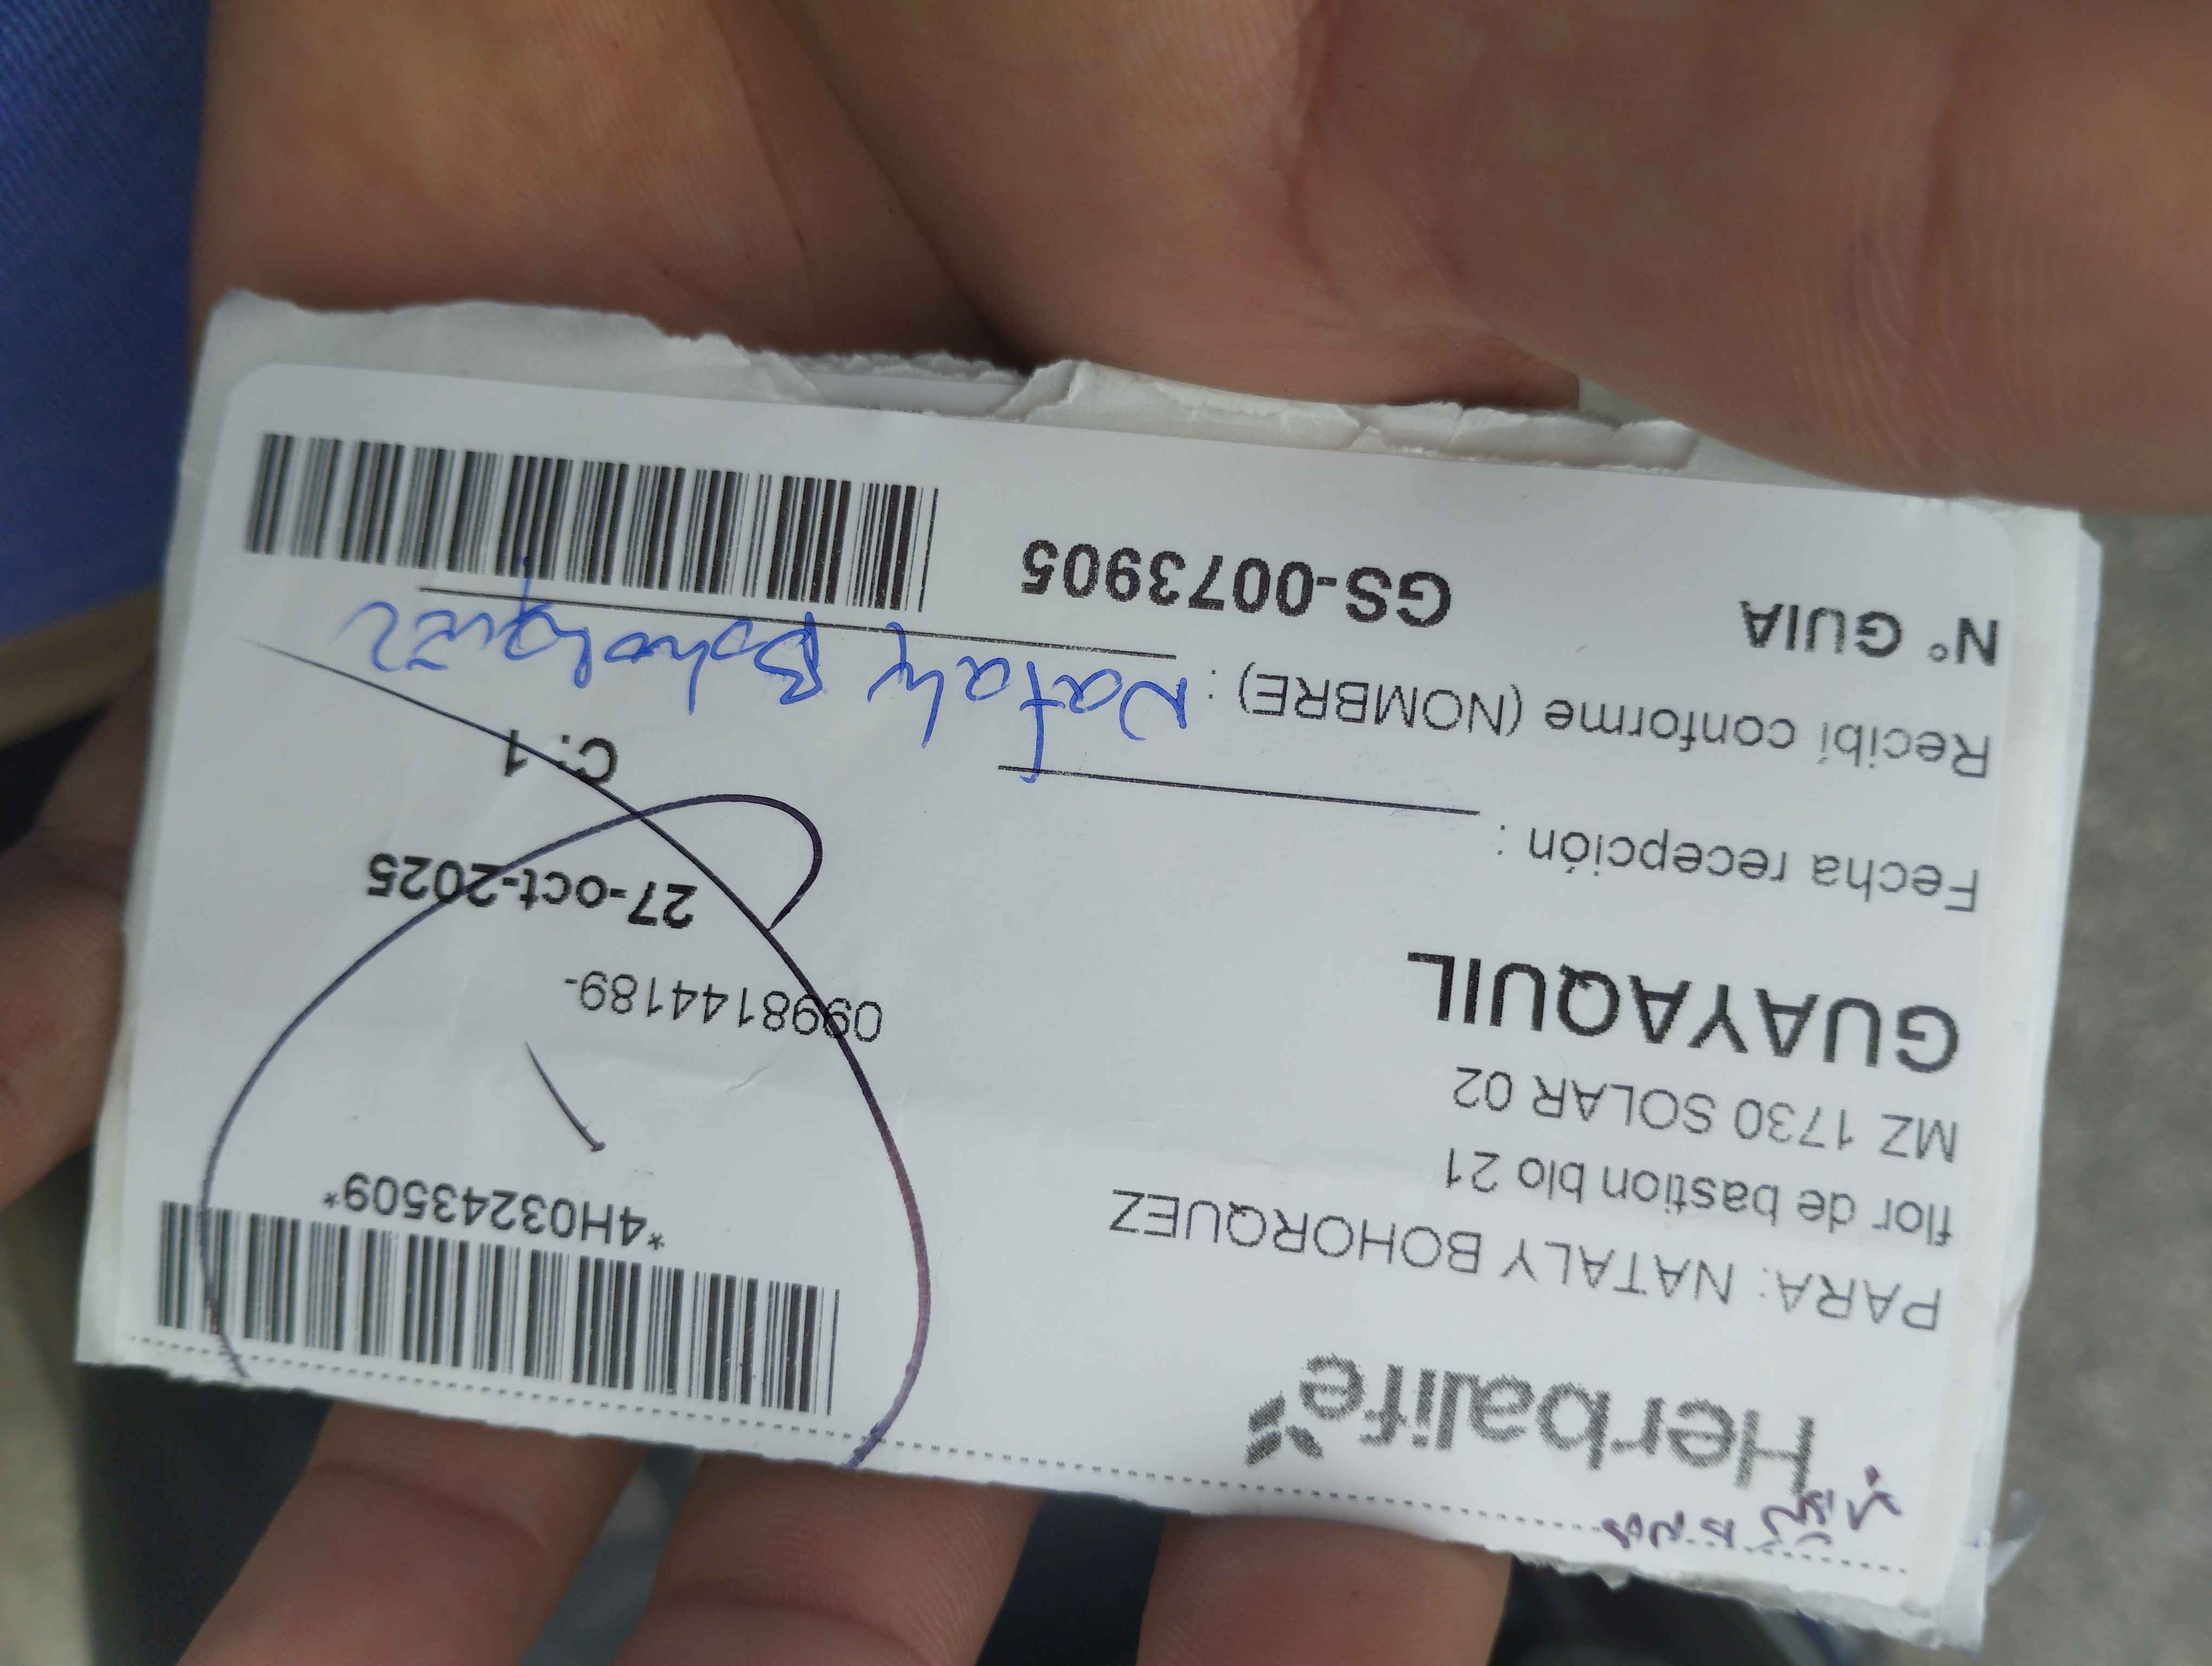 Herbalife
*4H03243509*
PARA: NATALY BOHORQUEZ
flor de bastion blo 21
MZ 1730 SOLAR 02
0998144189-
GUAYAQUIL
27-oct-2025
Fecha recepción :
C: 1
Recibí conforme (NOMBRE) : Nataly Bohorquez
N° GUIA GS-0073905